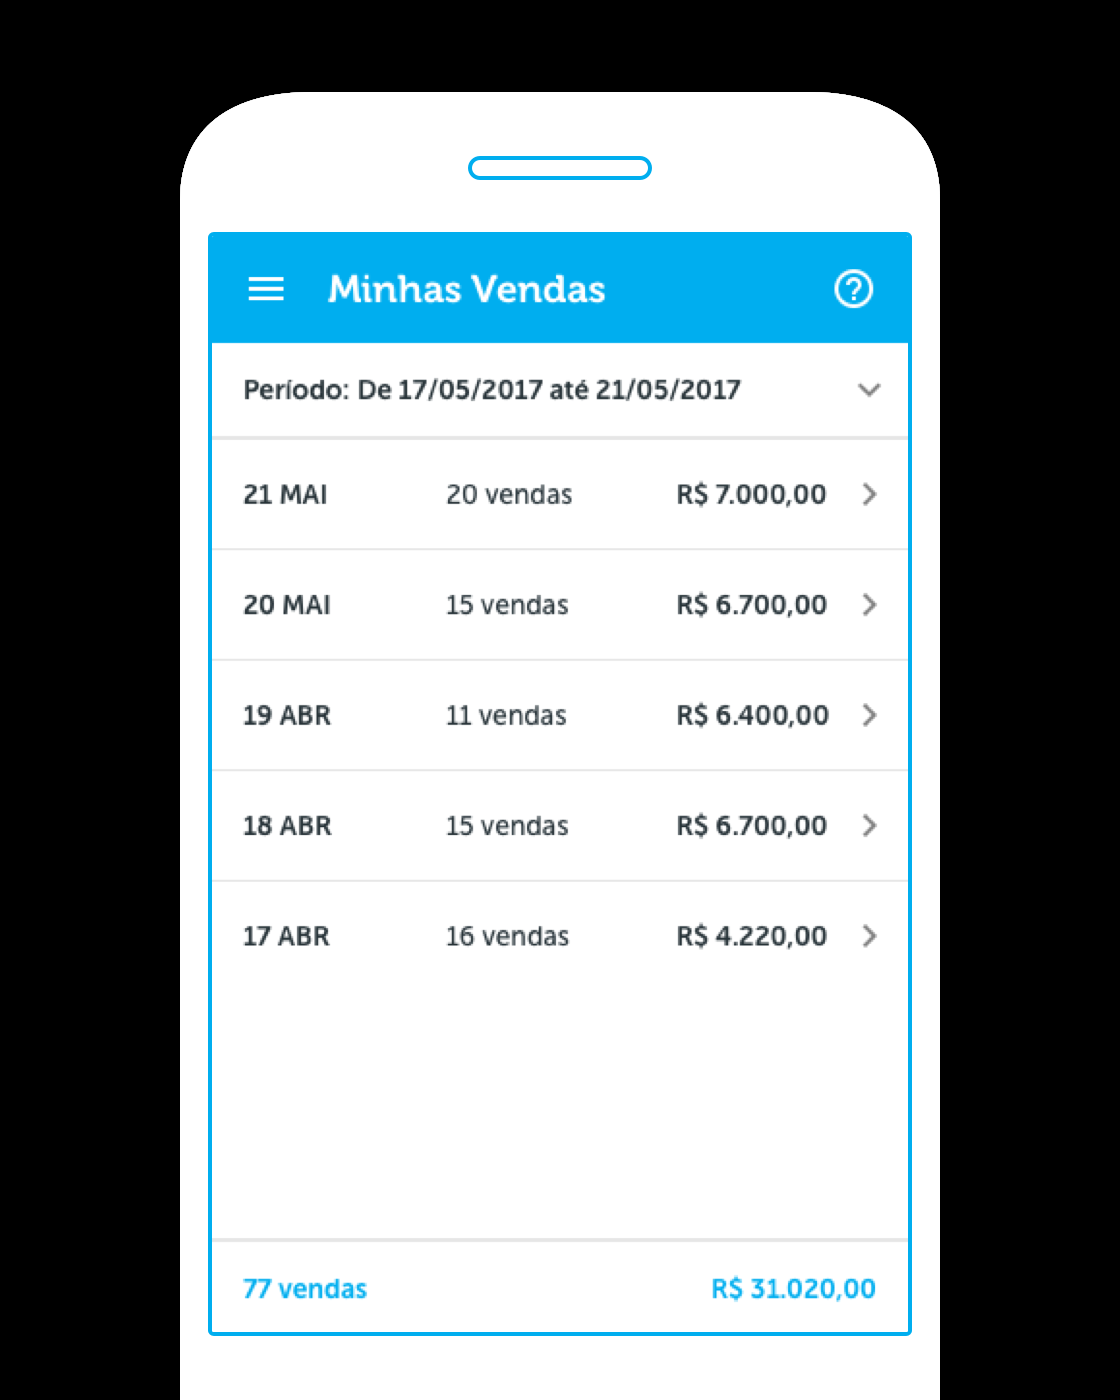 Minhas Vendas
Período: De 17/05/2017 até 21/05/2017
21 MAI 20 vendas R$ 7.000,00
20 MAI 15 vendas R$ 6.700,00
19 ABR 11 vendas R$ 6.400,00
18 ABR 15 vendas R$ 6.700,00
17 ABR 16 vendas R$ 4.220,00
77 vendas R$ 31.020,00